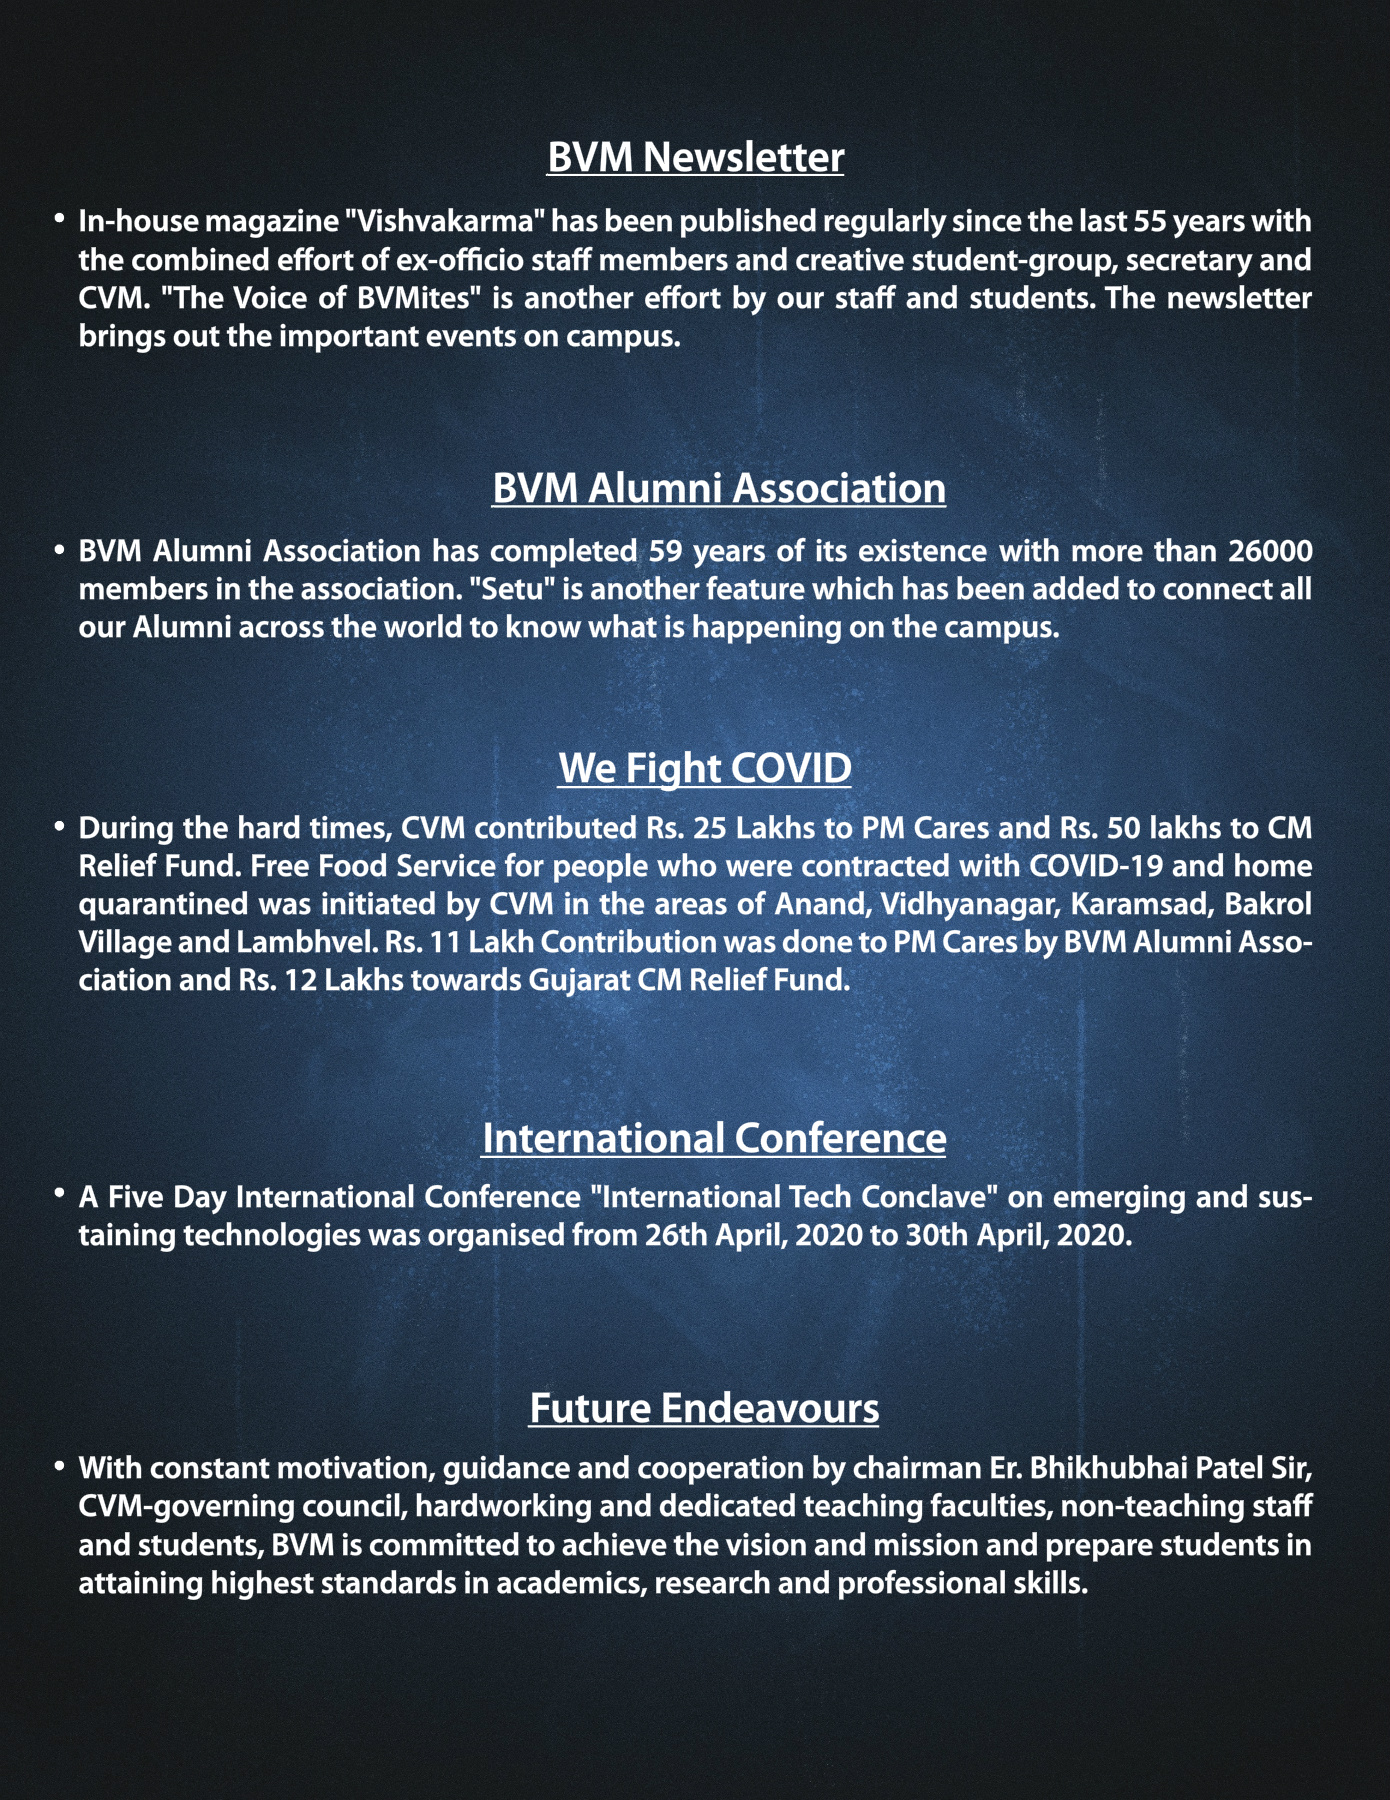 BVM Newsletter
• In-house magazine "Vishvakarma" has been published regularly since the last 55 years with
the combined effort of ex-officio staff members and creative student-group, secretary and
CVM. "The Voice of BVMites" is another effort by our staff and students. The newsletter
brings out the important events on campus.
BVM Alumni Association
• BVM Alumni Association has completed 59 years of its existence with more than 26000
members in the association. "Setu" is another feature which has been added to connect all
our Alumni across the world to know what is happening on the campus.
We Fight COVID
• During the hard times, CVM contributed Rs. 25 Lakhs to PM Cares and Rs. 50 lakhs to CM
Relief Fund. Free Food Service for people who were contracted with COVID-19 and home
quarantined was initiated by CVM in the areas of Anand, Vidhyanagar, Karamsad, Bakrol
Village and Lambhvel. Rs. 11 Lakh Contribution was done to PM Cares by BVM Alumni Asso-
ciation and Rs. 12 Lakhs towards Gujarat CM Relief Fund.
International Conference
• A Five Day International Conference "International Tech Conclave" on emerging and sus-
taining technologies was organised from 26th April, 2020 to 30th April, 2020.
Future Endeavours
• With constant motivation, guidance and cooperation by chairman Er. Bhikhubhai Patel Sir,
CVM-governing council, hardworking and dedicated teaching faculties, non-teaching staff
and students, BVM is committed to achieve the vision and mission and prepare students in
attaining highest standards in academics, research and professional skills.